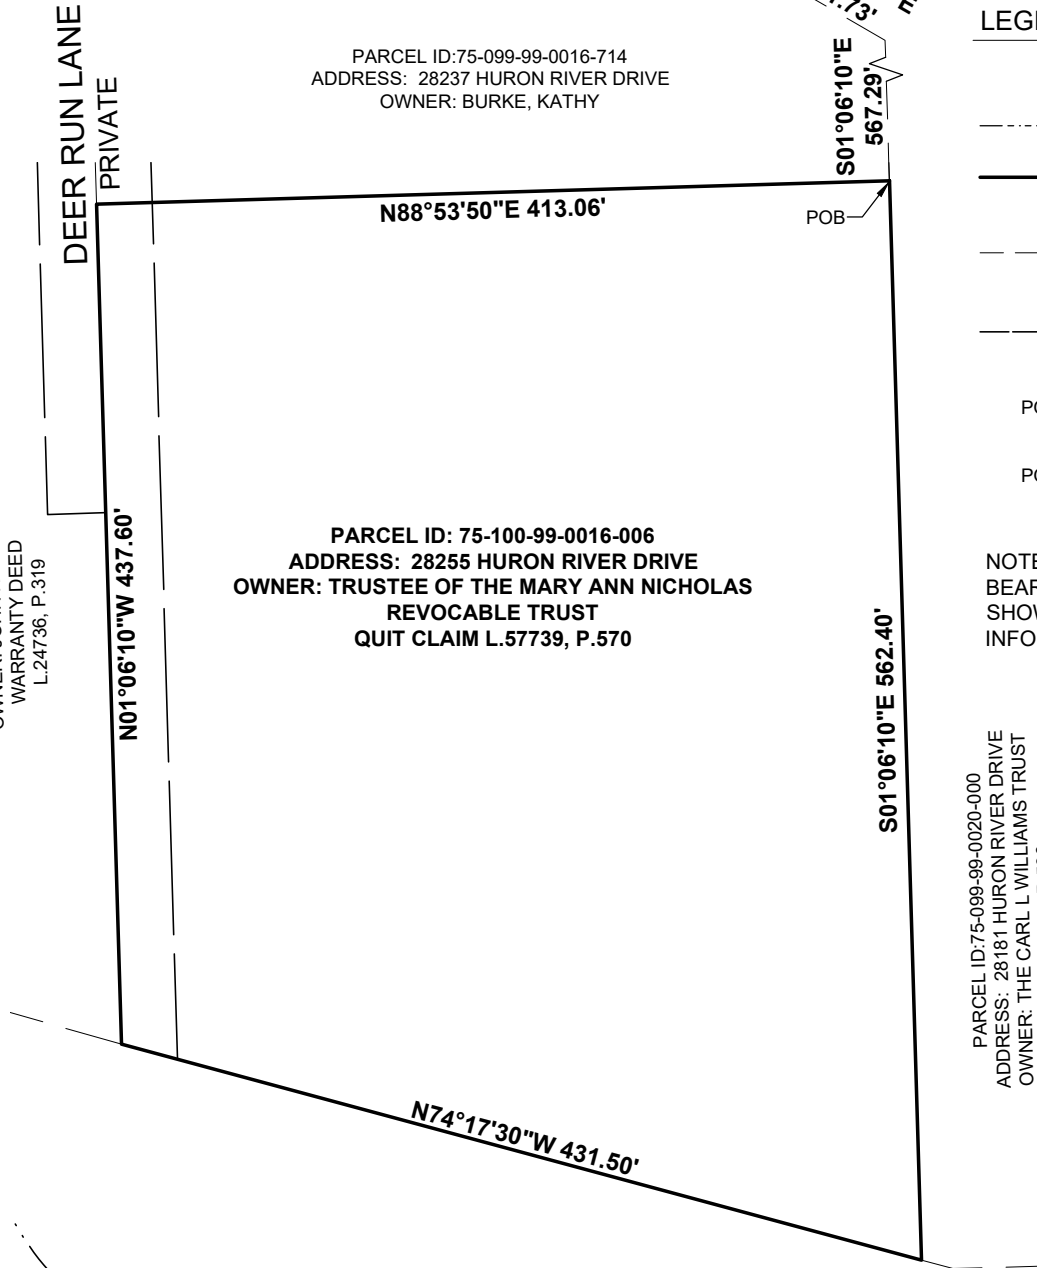 .73'
E
LEG
DEER RUN LANE
PRIVATE
PARCEL ID:75-099-99-0016-714
ADDRESS: 28237 HURON RIVER DRIVE
OWNER: BURKE, KATHY
S01°06'10"E
567.29'
N88°53'50"E 413.06'
POB
N01°06'10"W 437.60'
WARRANTY DEED
L.24736, P.319
PARCEL ID: 75-100-99-0016-006
ADDRESS: 28255 HURON RIVER DRIVE
OWNER: TRUSTEE OF THE MARY ANN NICHOLAS
REVOCABLE TRUST
QUIT CLAIM L.57739, P.570
S01°06'10"E 562.40'
PO
PO
NOTE
BEAR
SHOW
INFO
PARCEL ID:75-099-99-0020-000
ADDRESS: 28181 HURON RIVER DRIVE
OWNER: THE CARL L WILLIAMS TRUST
N74°17'30"W 431.50'